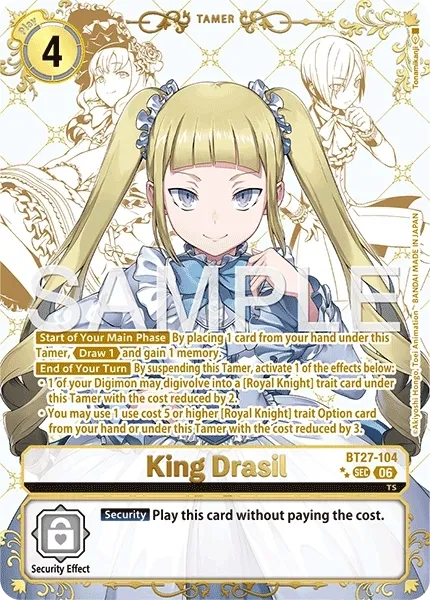 Play
4
TAMER
Tonamikanji
SAMPLE
Start of Your Main Phase By placing 1 card from your hand under this
Tamer, Draw 1 and gain 1 memory.
End of Your Turn By suspending this Tamer, activate 1 of the effects below:
• 1 of your Digimon may digivolve into a [Royal Knight] trait card under
this Tamer with the cost reduced by 2.
• You may use 1 use cost 5 or higher [Royal Knight] trait Option card
from your hand or under this Tamer with the cost reduced by 3.
©Akiyoshi Hongo, Toei Animation BANDAI MADE IN JAPAN
King Drasil
BT27-104
SEC 06
TS
Security Play this card without paying the cost.
Security Effect